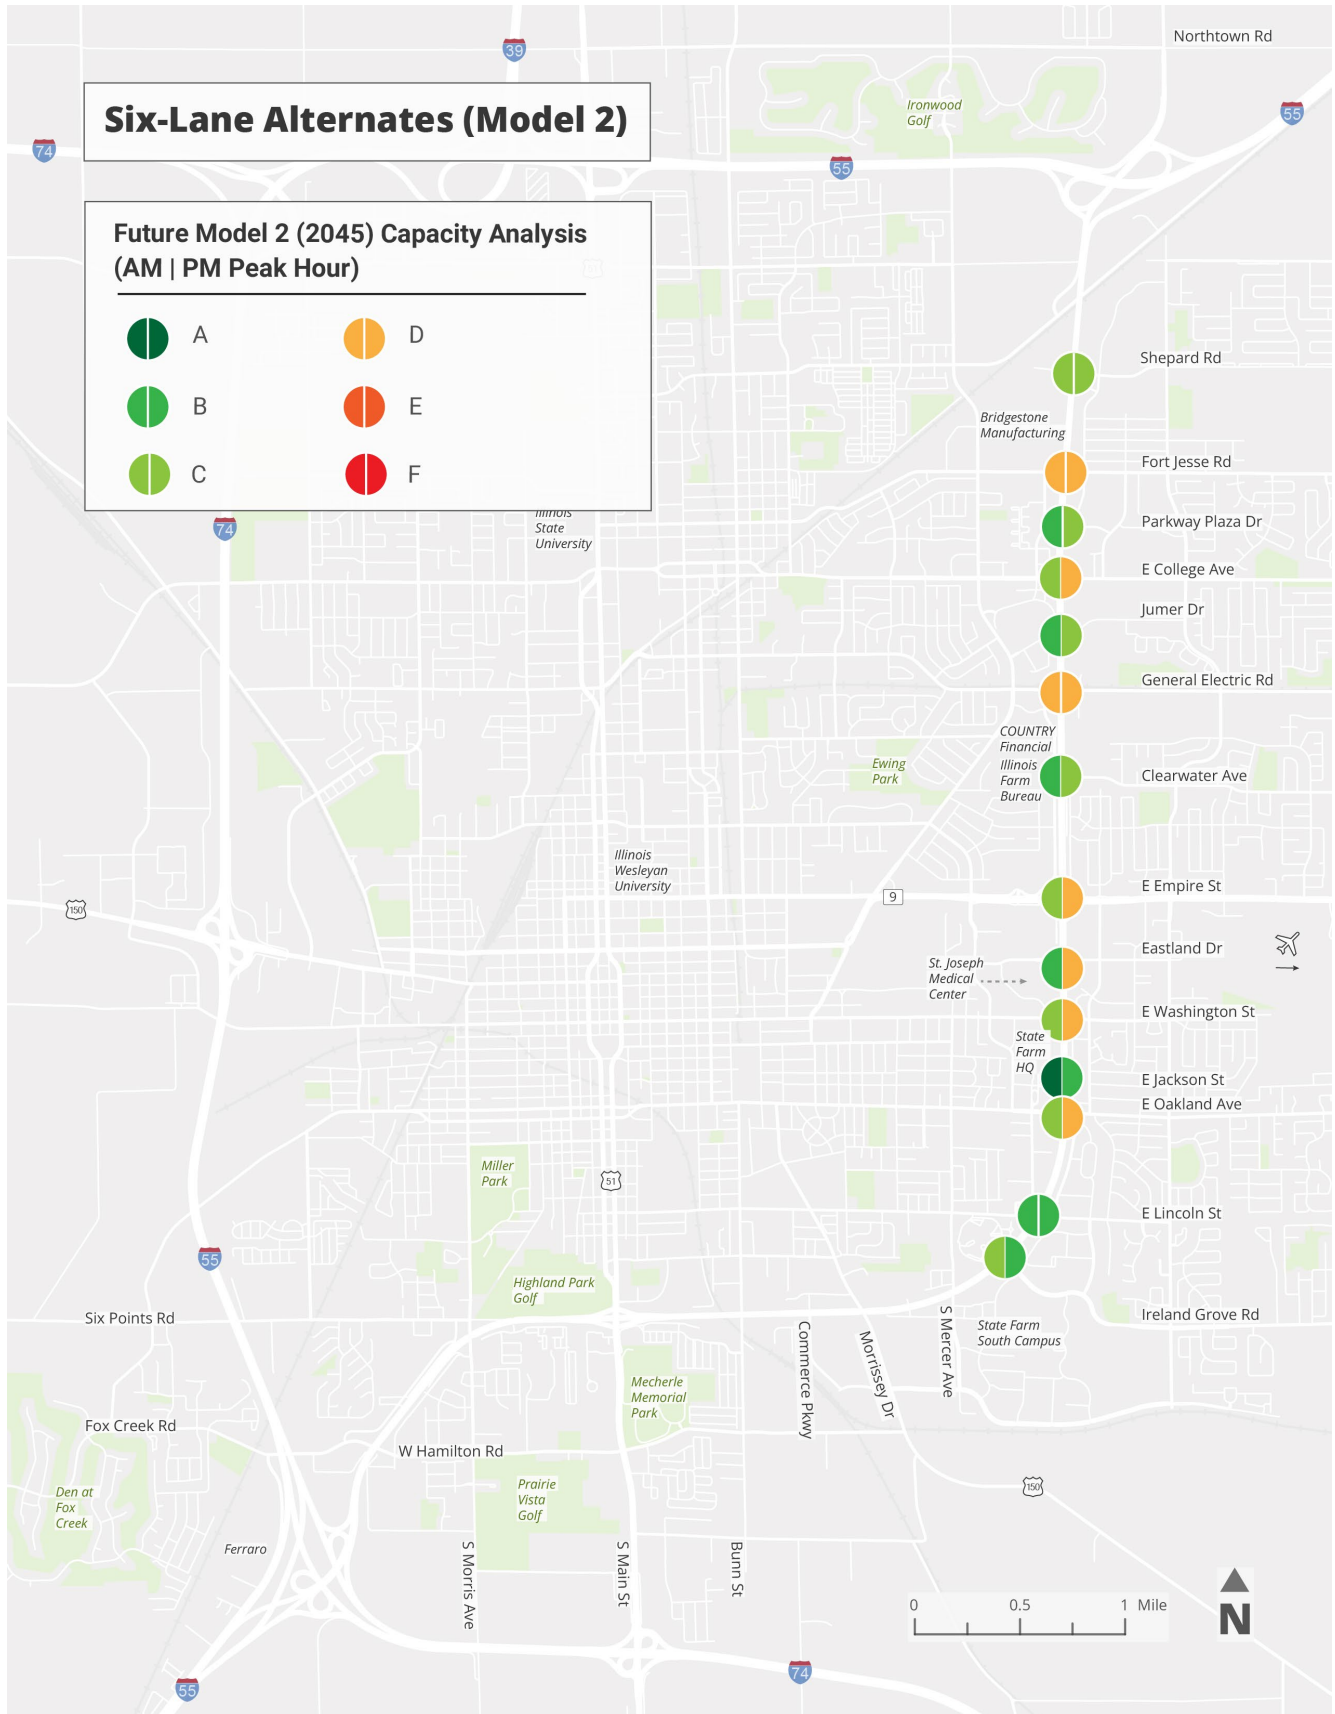 Northtown Rd
39
Ironwood
Golf
55
Six-Lane Alternates (Model 2)
74
55
Future Model 2 (2045) Capacity Analysis
(AM | PM Peak Hour)
A
D
B
E
C
F
Shepard Rd
Bridgestone
Manufacturing
Fort Jesse Rd
Parkway Plaza Dr
74
Illinois
State
University
E College Ave
Jumer Dr
General Electric Rd
COUNTRY
Financial
Illinois
Farm
Bureau
Ewing
Park
Clearwater Ave
Illinois
Wesleyan
University
E Empire St
9
150
Eastland Dr
St. Joseph
Medical
Center
E Washington St
State
Farm
HQ
E Jackson St
E Oakland Ave
Miller
Park
51
E Lincoln St
55
Highland Park
Golf
Six Points Rd
Ireland Grove Rd
State Farm
South Campus
S Mercer Ave
Commerce Pkwy
Morrissey Dr
Mecherle
Memorial
Park
Fox Creek Rd
W Hamilton Rd
Den at
Fox
Creek
Prairie
Vista
Golf
150
Ferraro
S Morris Ave
S Main St
Bunn St
0
0.5
1 Mile
N
74
55